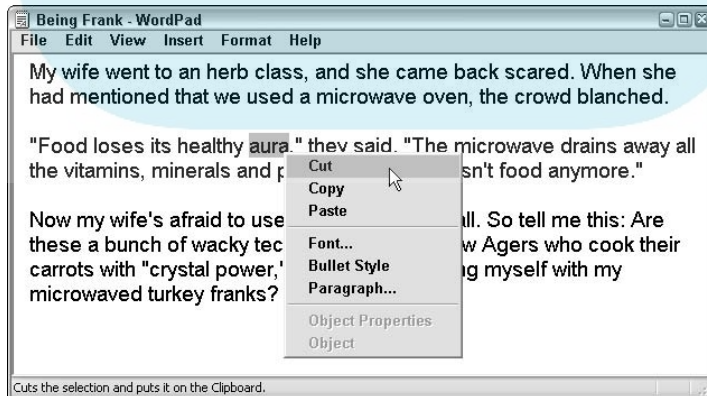 Being Frank - WordPad
File Edit View Insert Format Help
My wife went to an herb class, and she came back scared. When she
had mentioned that we used a microwave oven, the crowd blanched.
"Food loses its healthy aura," they said. "The microwave drains away all
the vitamins, minerals and sn't food anymore."
Now my wife's afraid to use all. So tell me this: Are
these a bunch of wacky tec w Agers who cook their
carrots with "crystal power," g myself with my
microwaved turkey franks?
Cut
Copy
Paste
Font...
Bullet Style
Paragraph...
Object Properties
Object
Cuts the selection and puts it on the Clipboard.